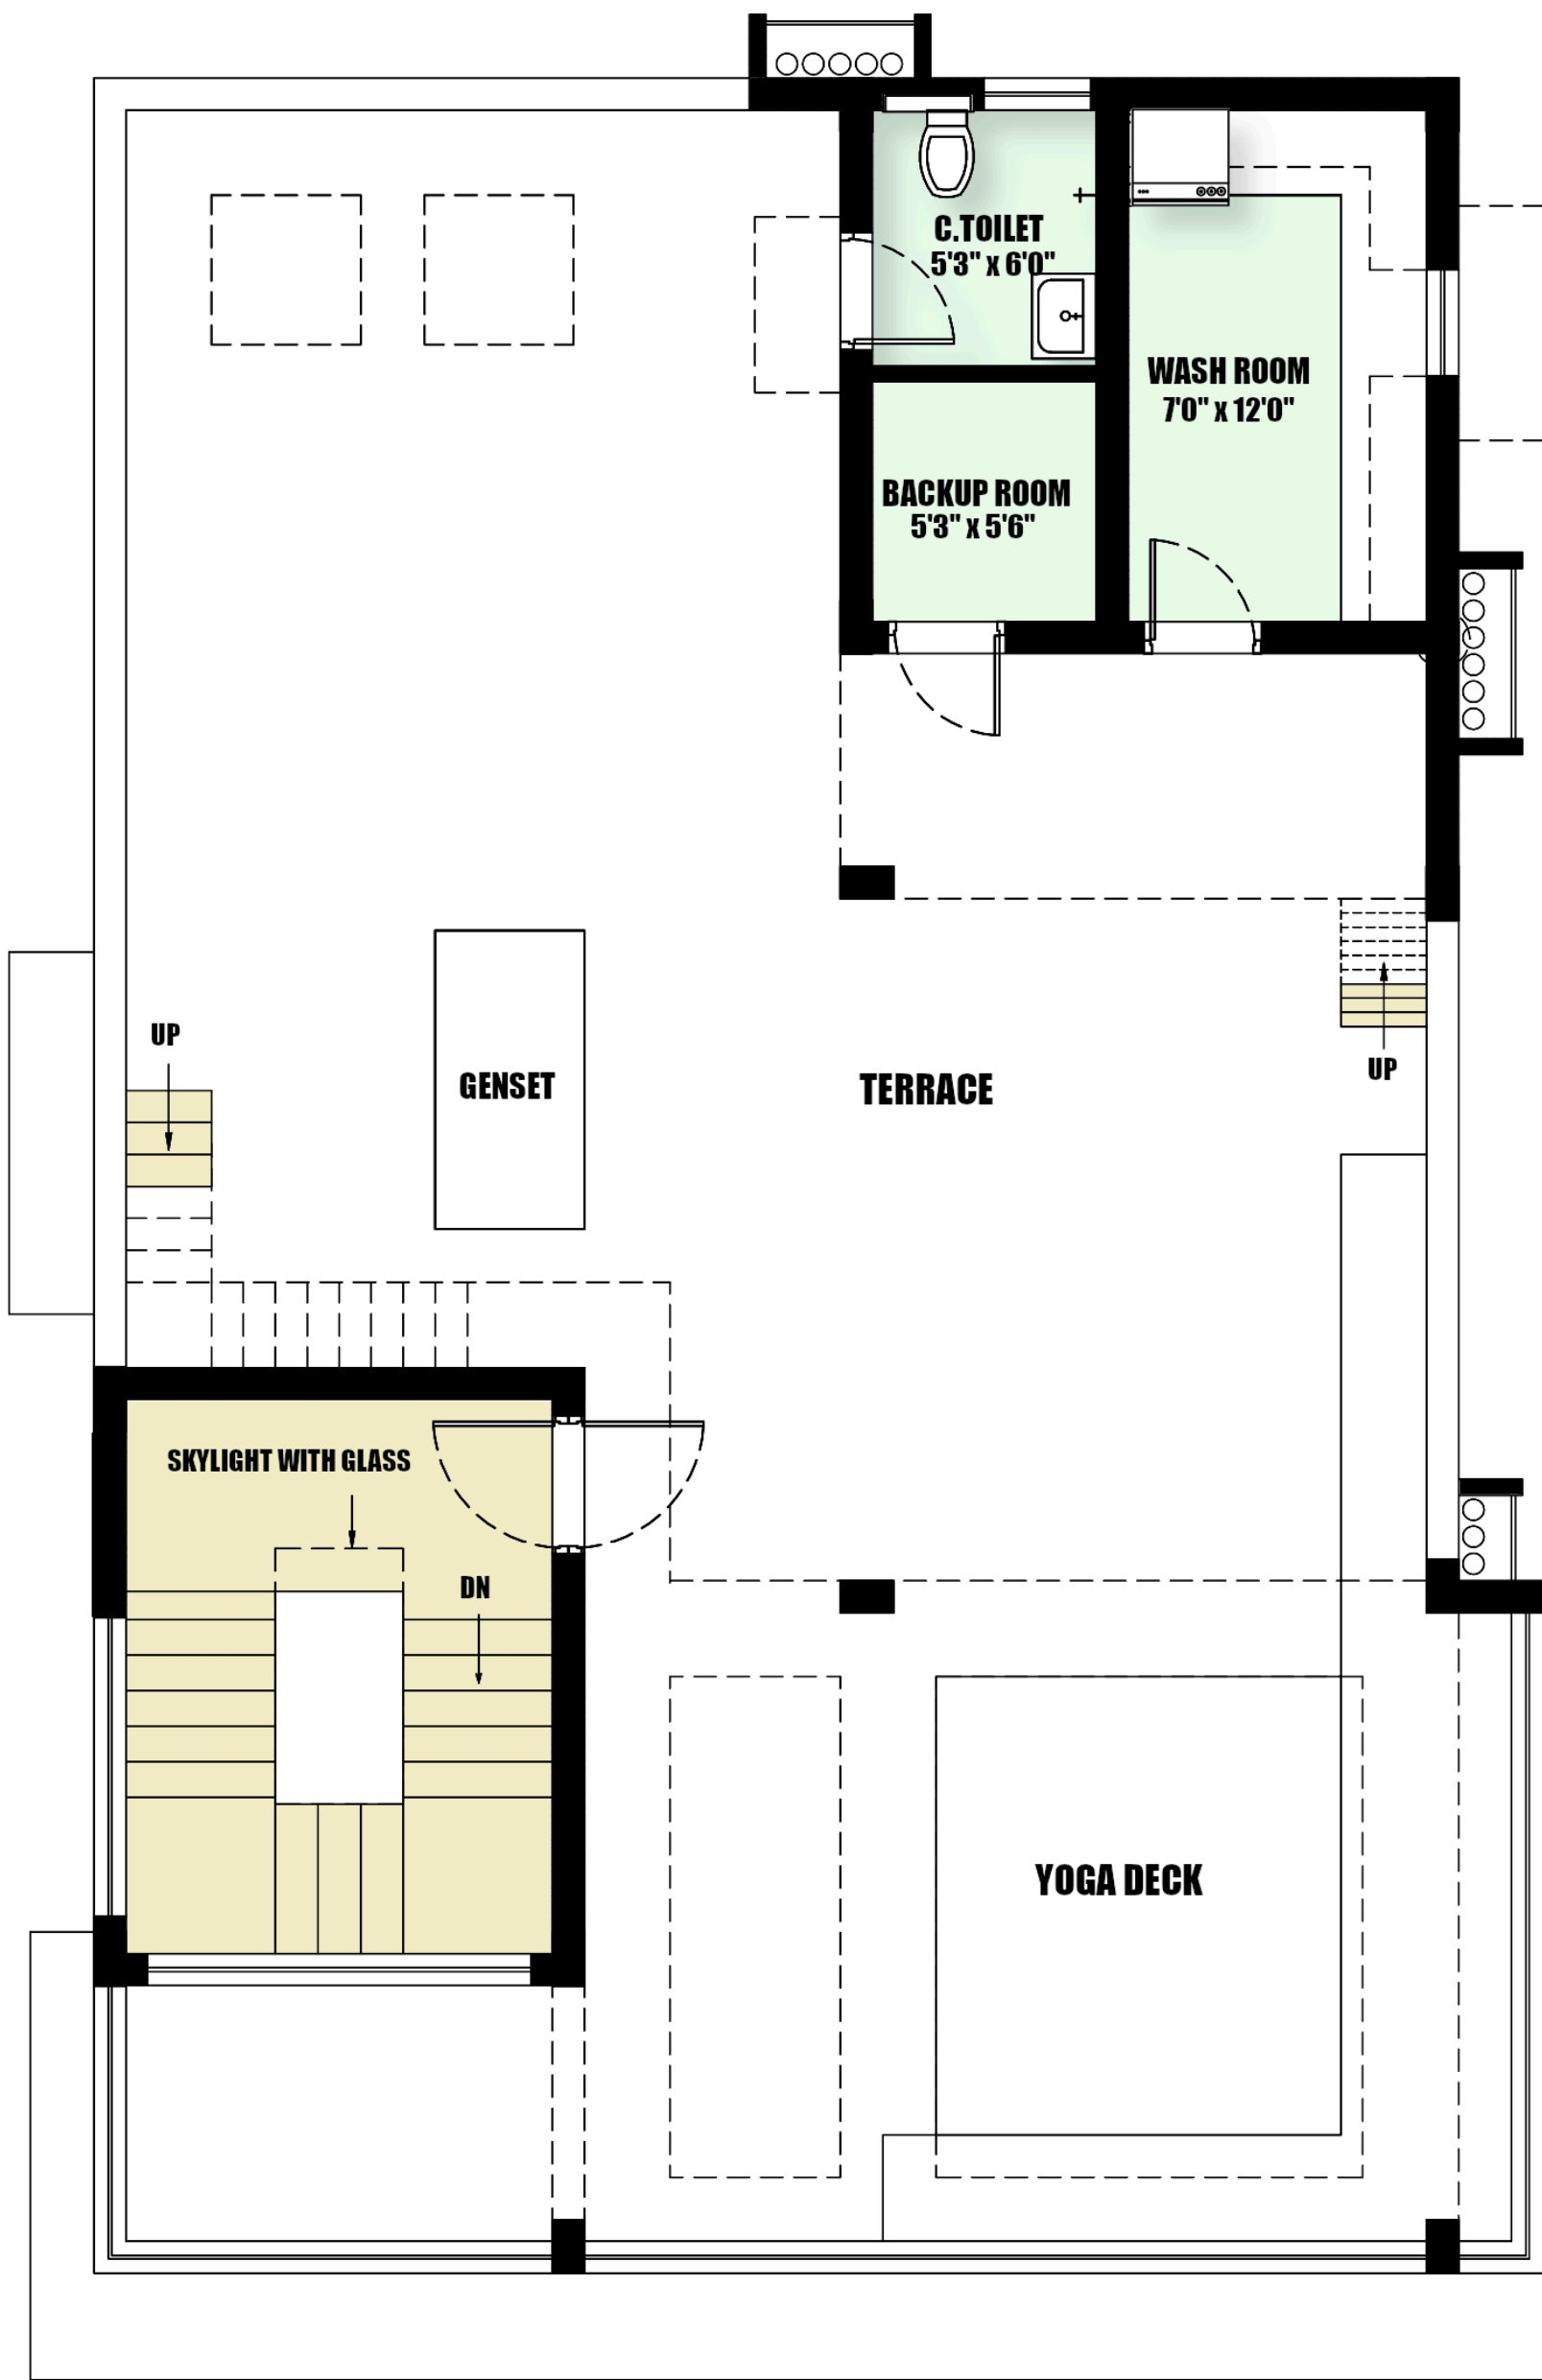 C.TOILET
5'3" x 6'0"
WASH ROOM
7'0" x 12'0"
BACKUP ROOM
5'3" x 5'6"
UP
GENSET
TERRACE
UP
SKYLIGHT WITH GLASS
DN
YOGA DECK